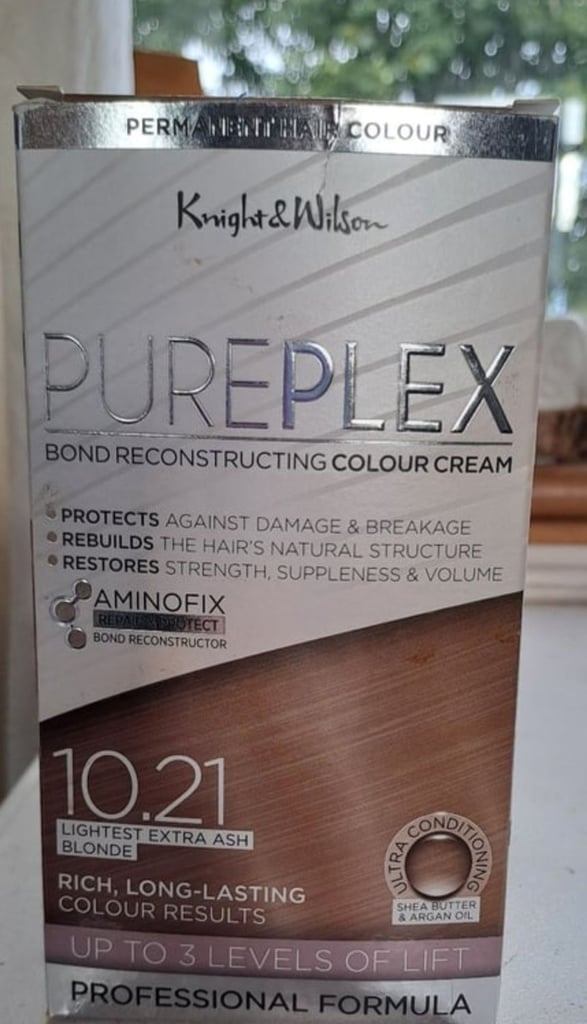 PERMANENT HAIR COLOUR
Knight & Wilson
PUREPLEX
BOND RECONSTRUCTING COLOUR CREAM
PROTECTS AGAINST DAMAGE & BREAKAGE
REBUILDS THE HAIR'S NATURAL STRUCTURE
RESTORES STRENGTH, SUPPLENESS & VOLUME
AMINOFIX
REPAIR & PROTECT
BOND RECONSTRUCTOR
10.21
LIGHTEST EXTRA ASH
BLONDE
RICH, LONG-LASTING
COLOUR RESULTS
ULTRA CONDITIONING
SHEA BUTTER
& ARGAN OIL
UP TO 3 LEVELS OF LIFT
PROFESSIONAL FORMULA